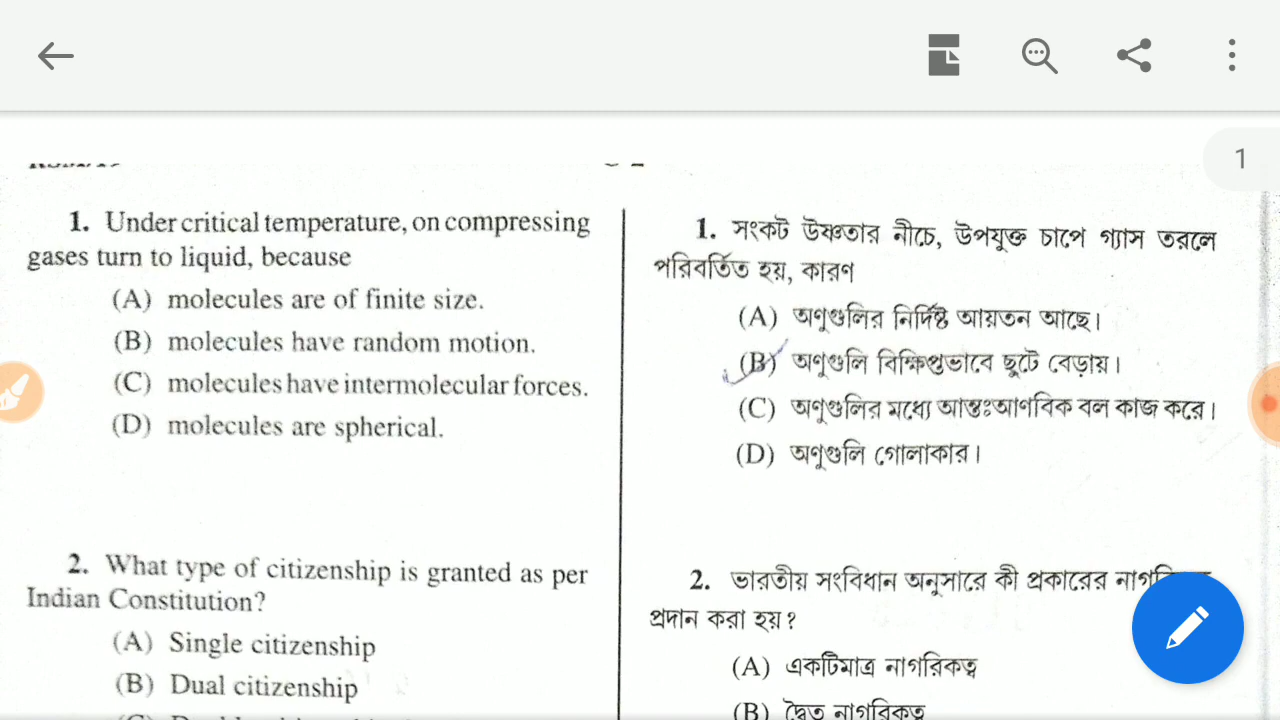 1
1. Under critical temperature, on compressing
gases turn to liquid, because
(A) molecules are of finite size.
(B) molecules have random motion.
(C) molecules have intermolecular forces.
(D) molecules are spherical.
2. What type of citizenship is granted as per
Indian Constitution?
(A) Single citizenship
(B) Dual citizenship
1. সংকট উষ্ণতার নীচে, উপযুক্ত চাপে গ্যাস তরলে
পরিবর্তিত হয়, কারণ
(A) অণুগুলির নির্দিষ্ট আয়তন আছে।
(B) অণুগুলি বিক্ষিপ্তভাবে ছুটে বেড়ায়।
(C) অণুগুলির মধ্যে আন্তঃআণবিক বল কাজ করে।
(D) অণুগুলি গোলাকার।
2. ভারতীয় সংবিধান অনুসারে কী প্রকারের
প্রদান করা হয়?
(A) একটিমাত্র নাগরিকত্ব
(B) দ্বৈত নাগরিকত্ব